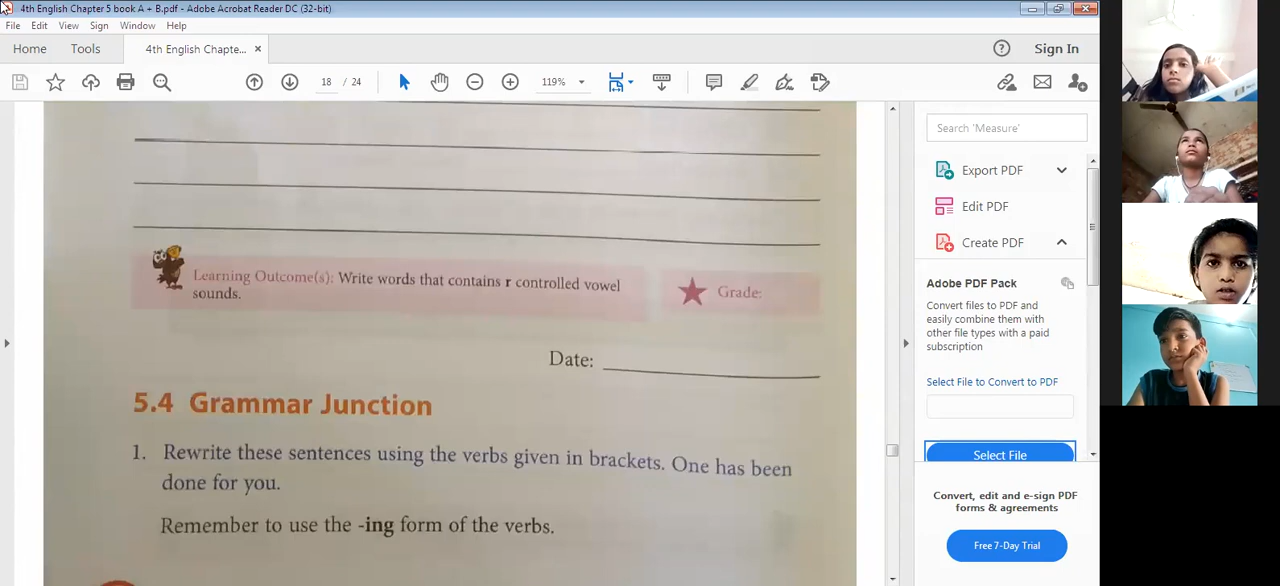 4th English Chapter 5 book A + B.pdf - Adobe Acrobat Reader DC (32-bit)
File Edit View Sign Window Help
Home Tools 4th English Chapte... × ? Sign In
18 / 24 119%
Search 'Measure'
Export PDF
Edit PDF
Create PDF
Adobe PDF Pack
Convert files to PDF and
easily combine them with
other file types with a paid
subscription
Select File to Convert to PDF
Select File
Convert, edit and e-sign PDF
forms & agreements
Free 7-Day Trial
Learning Outcome(s): Write words that contains r controlled vowel
sounds.
Grade:
Date:
5.4 Grammar Junction
1. Rewrite these sentences using the verbs given in brackets. One has been
done for you.
Remember to use the -ing form of the verbs.